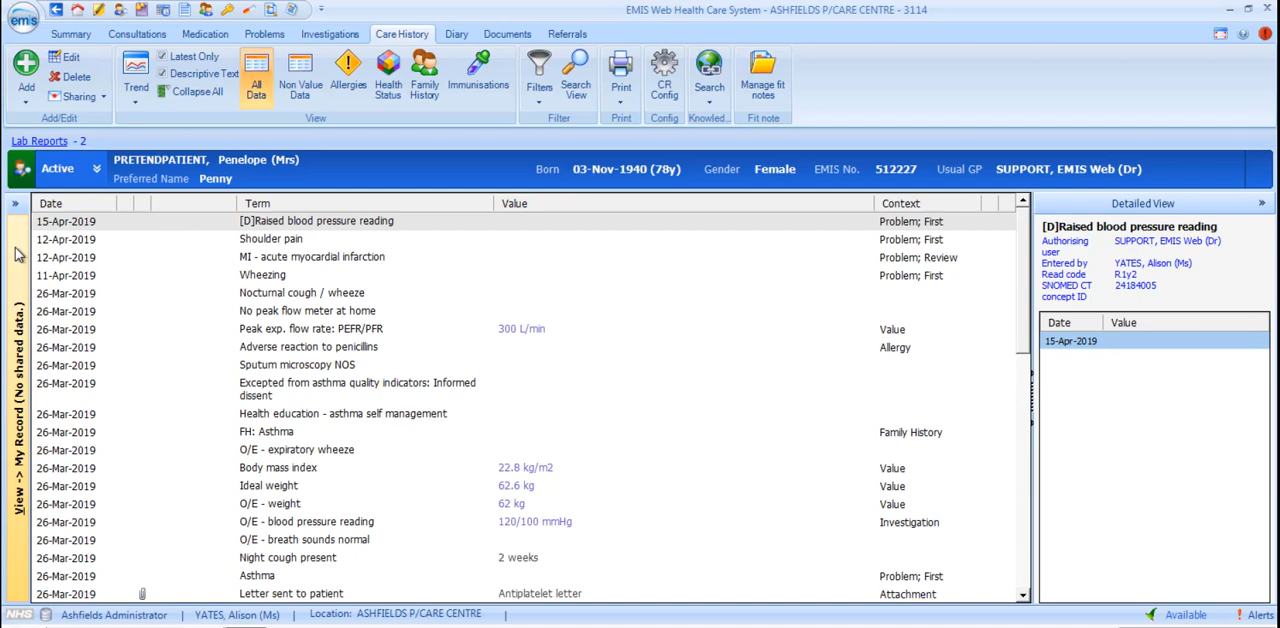 emis
EMIS Web Health Care System - ASHFIELDS P/CARE CENTRE - 3114
Summary Consultations Medication Problems Investigations Care History Diary Documents Referrals
Add
Edit
Delete
Sharing
Add/Edit
Trend
Latest Only
Descriptive Text
Collapse All
All Data
Non Value Data
Allergies
Health Status
Family History
Immunisations
View
Filters
Search View
Filter
Print
Print
CR Config
Config
Search
Knowled...
Manage fit notes
Fit note
Lab Reports - 2
Active
PRETENDPATIENT, Penelope (Mrs)
Preferred Name Penny
Born 03-Nov-1940 (78y) Gender Female EMIS No. 512227 Usual GP SUPPORT, EMIS Web (Dr)
View -> My Record (No shared data.)
Date Term Value Context
15-Apr-2019 [D]Raised blood pressure reading Problem; First
12-Apr-2019 Shoulder pain Problem; First
12-Apr-2019 MI - acute myocardial infarction Problem; Review
11-Apr-2019 Wheezing Problem; First
26-Mar-2019 Nocturnal cough / wheeze
26-Mar-2019 No peak flow meter at home
26-Mar-2019 Peak exp. flow rate: PEFR/PFR 300 L/min Value
26-Mar-2019 Adverse reaction to penicillins Allergy
26-Mar-2019 Sputum microscopy NOS
26-Mar-2019 Excepted from asthma quality indicators: Informed
dissent
26-Mar-2019 Health education - asthma self management
26-Mar-2019 FH: Asthma Family History
26-Mar-2019 O/E - expiratory wheeze
26-Mar-2019 Body mass index 22.8 kg/m2 Value
26-Mar-2019 Ideal weight 62.6 kg Value
26-Mar-2019 O/E - weight 62 kg Value
26-Mar-2019 O/E - blood pressure reading 120/100 mmHg Investigation
26-Mar-2019 O/E - breath sounds normal
26-Mar-2019 Night cough present 2 weeks
26-Mar-2019 Asthma Problem; First
26-Mar-2019 Letter sent to patient Antiplatelet letter Attachment
Detailed View
[D]Raised blood pressure reading
Authorising user SUPPORT, EMIS Web (Dr)
Entered by YATES, Alison (Ms)
Read code R1y2
SNOMED CT concept ID 24184005
Date Value
15-Apr-2019
NHS Ashfields Administrator | YATES, Alison (Ms) | Location: ASHFIELDS P/CARE CENTRE | Available Alerts